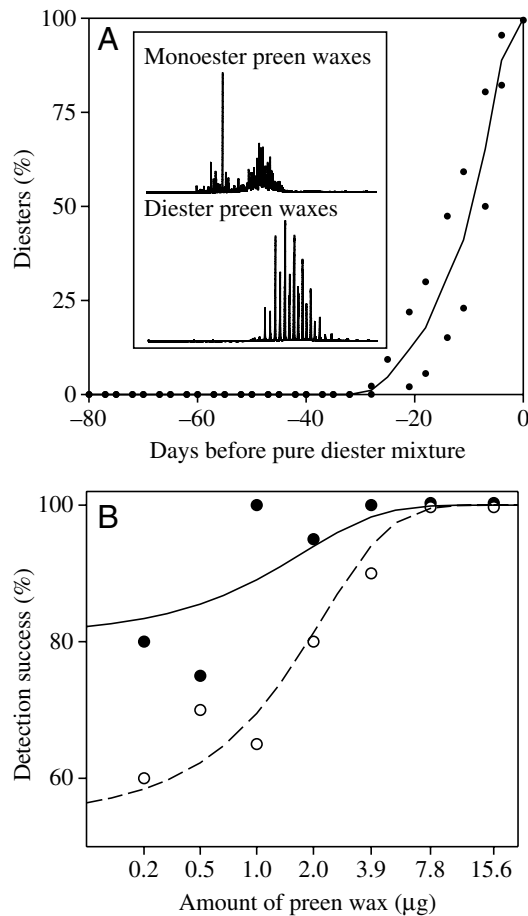 A
Monoester preen waxes
Diester preen waxes
Diesters (%)
100
75
50
25
0
−80
−60
−40
−20
0
Days before pure diester mixture
B
Detection success (%)
100
80
60
0.2
0.5
1.0
2.0
3.9
7.8
15.6
Amount of preen wax (μg)